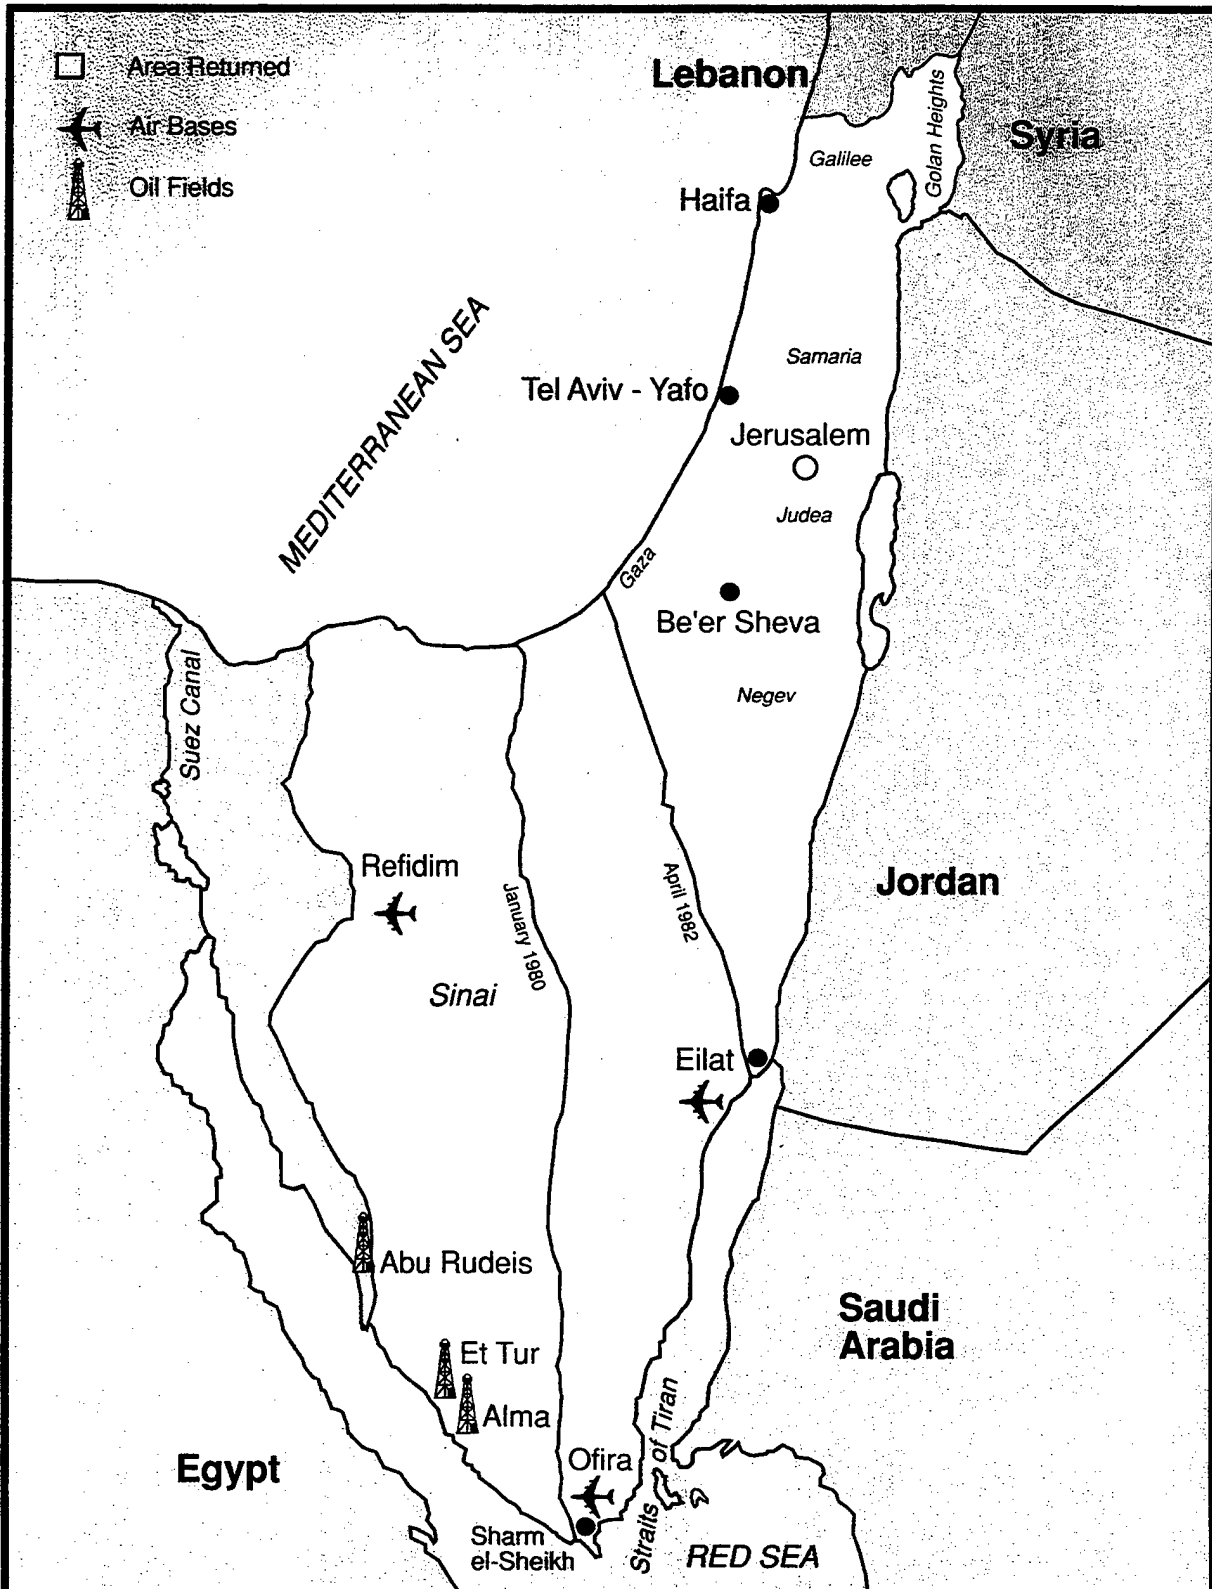 Area Returned
Air Bases
Oil Fields
Lebanon
Syria
Golan Heights
Galilee
Haifa
MEDITERRANEAN SEA
Samaria
Tel Aviv - Yafo
Jerusalem
Judea
Gaza
Be'er Sheva
Suez Canal
Negev
Refidim
January 1980
April 1982
Jordan
Sinai
Eilat
Abu Rudeis
Saudi
Arabia
Et Tur
Alma
Egypt
Ofira
Straits of Tiran
Sharm
el-Sheikh
RED SEA